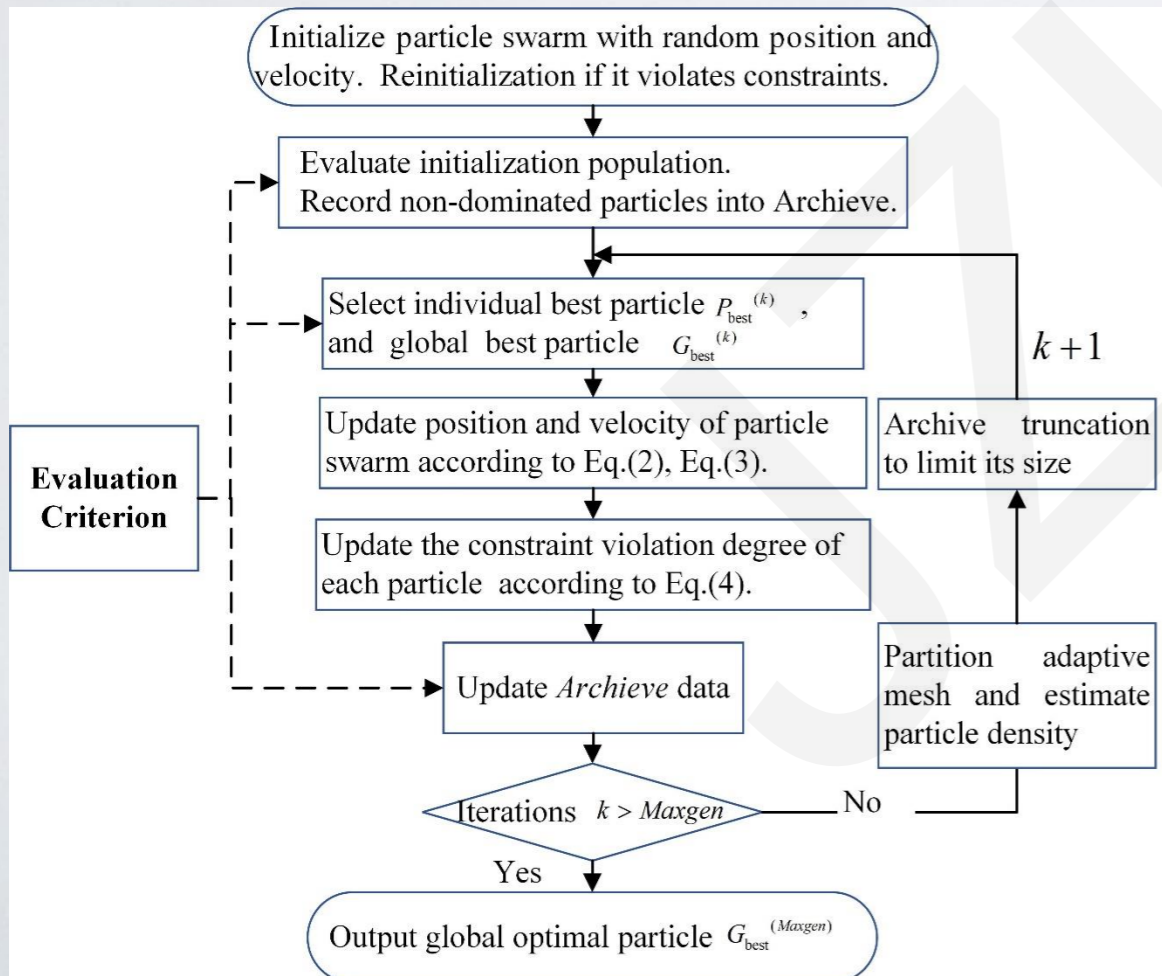 Initialize particle swarm with random position and
velocity. Reinitialization if it violates constraints.
Evaluate initialization population.
Record non-dominated particles into Archieve.
Select individual best particle P_best^(k) ,
and global best particle G_best^(k)
k+1
Update position and velocity of particle
swarm according to Eq.(2), Eq.(3).
Archive truncation
to limit its size
Evaluation
Criterion
Update the constraint violation degree of
each particle according to Eq.(4).
Partition adaptive
mesh and estimate
particle density
Update Archieve data
Iterations k > Maxgen
No
Yes
Output global optimal particle G_best^(Maxgen)